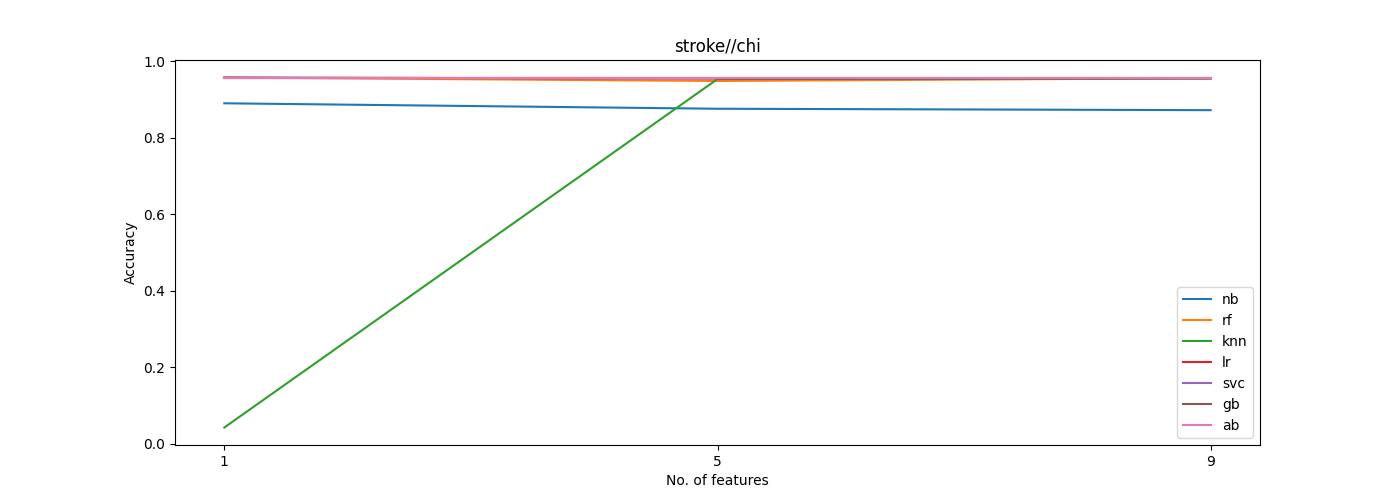 stroke//chi
1.0
0.8
0.6
0.4
0.2
0.0
Accuracy
1 5 9
No. of features
nb
rf
knn
lr
svc
gb
ab